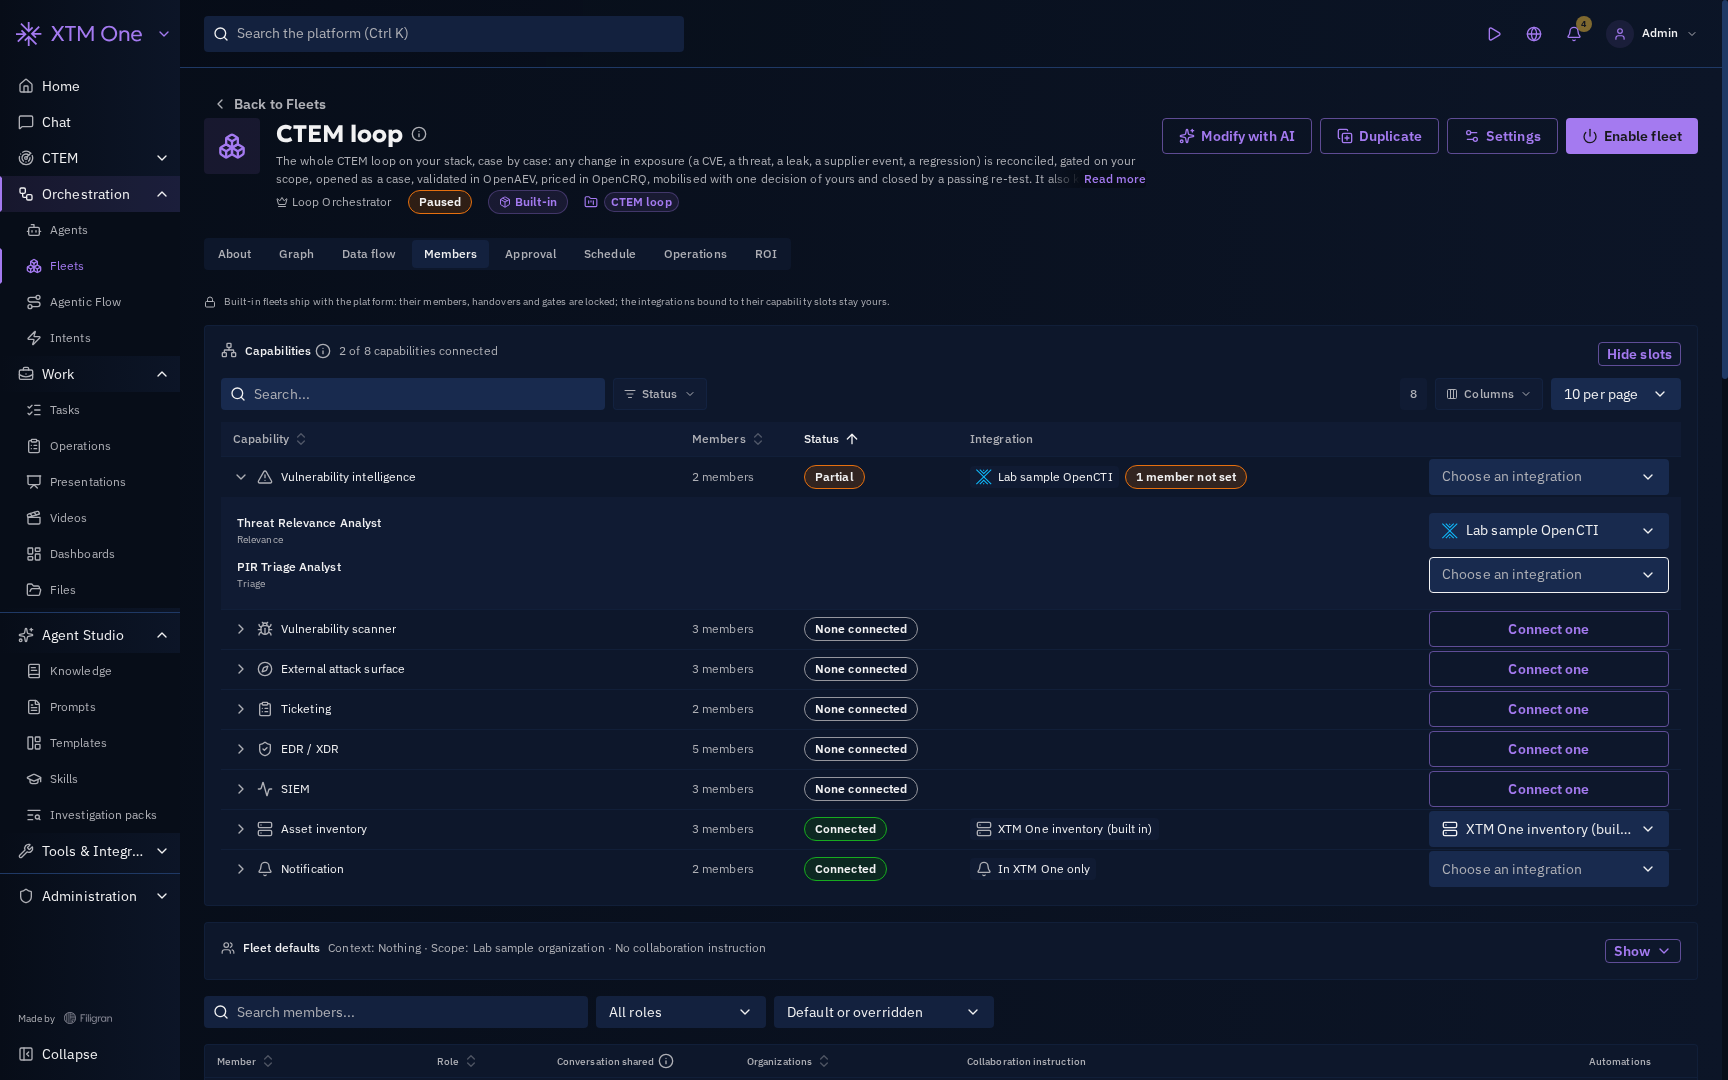 XTM One
Search the platform (Ctrl K)
4
Admin
Home
Chat
CTEM
Orchestration
Agents
Fleets
Agentic Flow
Intents
Work
Tasks
Operations
Presentations
Videos
Dashboards
Files
Agent Studio
Knowledge
Prompts
Templates
Skills
Investigation packs
Tools & Integr...
Administration
Made by Filigran
Collapse
Back to Fleets
CTEM loop
The whole CTEM loop on your stack, case by case: any change in exposure (a CVE, a threat, a leak, a supplier event, a regression) is reconciled, gated on your
scope, opened as a case, validated in OpenAEV, priced in OpenCRQ, mobilised with one decision of yours and closed by a passing re-test. It also Read more
Loop Orchestrator Paused Built-in CTEM loop
Modify with AI Duplicate Settings Enable fleet
About Graph Data flow Members Approval Schedule Operations ROI
Built-in fleets ship with the platform: their members, handovers and gates are locked; the integrations bound to their capability slots stay yours.
Capabilities 2 of 8 capabilities connected Hide slots
Search... Status 8 Columns 10 per page
Capability Members Status Integration
Vulnerability intelligence 2 members Partial Lab sample OpenCTI 1 member not set Choose an integration
Threat Relevance Analyst
Relevance
Lab sample OpenCTI
PIR Triage Analyst
Triage
Choose an integration
Vulnerability scanner 3 members None connected Connect one
External attack surface 3 members None connected Connect one
Ticketing 2 members None connected Connect one
EDR / XDR 5 members None connected Connect one
SIEM 3 members None connected Connect one
Asset inventory 3 members Connected XTM One inventory (built in) XTM One inventory (buil...
Notification 2 members Connected In XTM One only Choose an integration
Fleet defaults Context: Nothing · Scope: Lab sample organization · No collaboration instruction Show
Search members... All roles Default or overridden
Member Role Conversation shared Organizations Collaboration instruction Automations